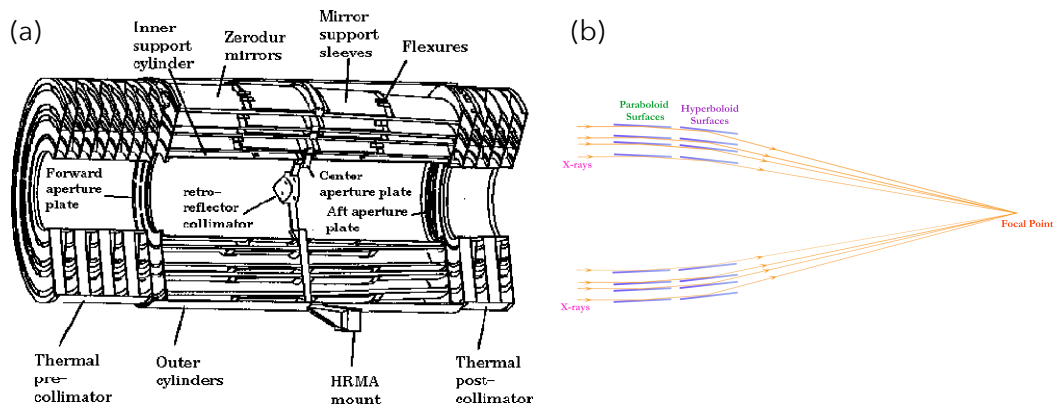 (a)
Inner
support
cylinder
Zerodur
mirrors
Mirror
support
sleeves
Flexures
Forward
aperture
plate
retro-
reflector
collimator
Center
aperture plate
Aft aperture
plate
Thermal
pre-
collimator
Outer
cylinders
HRMA
mount
Thermal
post-
collimator
(b)
Paraboloid
Surfaces
Hyperboloid
Surfaces
X-rays
Focal Point
X-rays